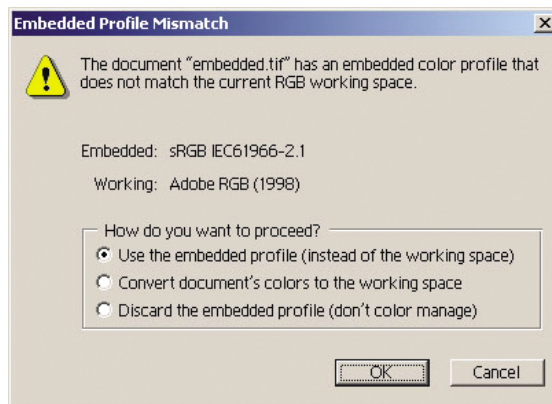 Embedded Profile Mismatch
The document “embedded.tif” has an embedded color profile that
does not match the current RGB working space.
Embedded: sRGB IEC61966-2.1
Working: Adobe RGB (1998)
How do you want to proceed?
Use the embedded profile (instead of the working space)
Convert document's colors to the working space
Discard the embedded profile (don't color manage)
OK
Cancel